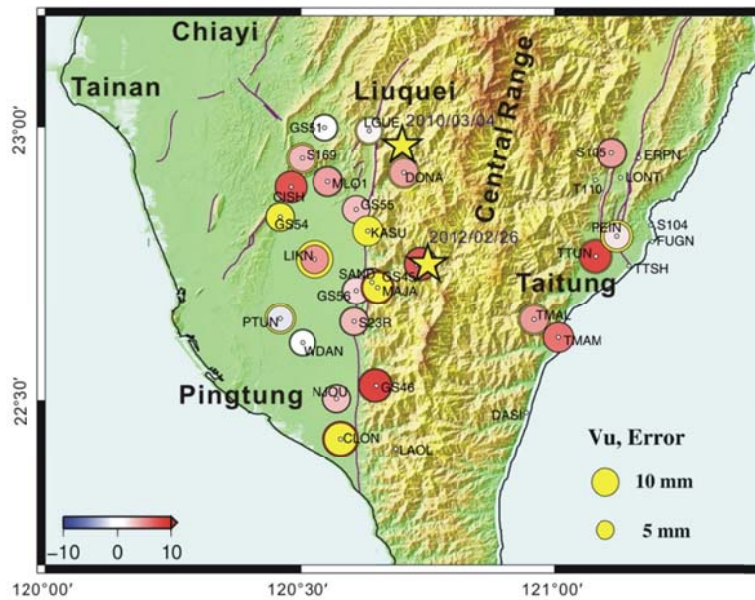 Chiayi
Tainan
Liuquei
Central Range
23°00'
GS51
LGUE
2010/03/04
S169
MLO1
DONA
S105
ERPN
T110
LONT
CISH
GS55
GS54
KASU
2012/02/26
PEIN
S104
FUGN
LIKN
SAND
GS45
TTUN
TTSH
GS56
MAJA
Taitung
PTUN
S23R
TMAL
WDAN
TMAM
Pingtung
NJOU
GS46
22°30'
DASI
CLON
LAOL
Vu, Error
10 mm
5 mm
−10 0 10
120°00' 120°30' 121°00'